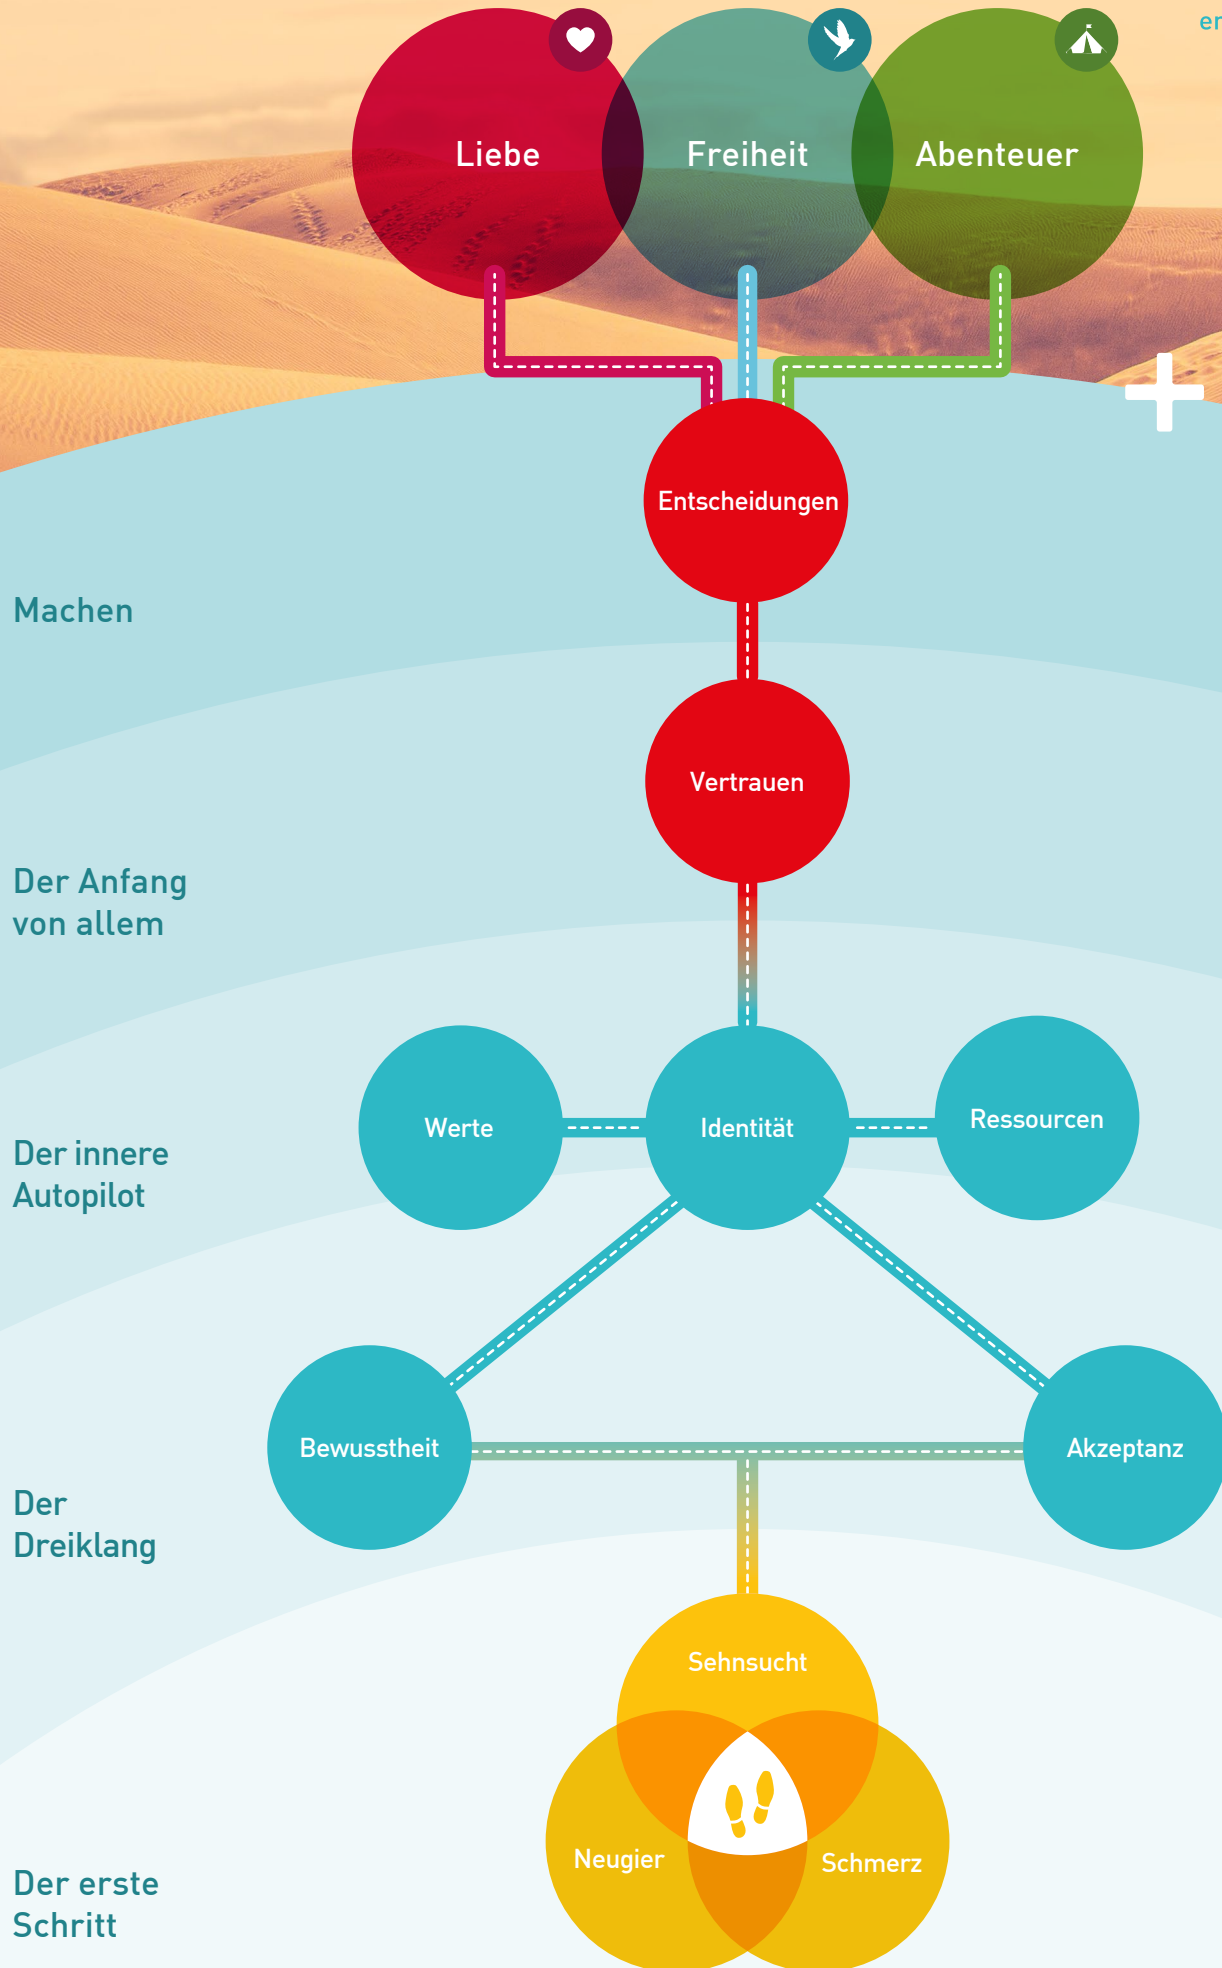 er
Liebe
Freiheit
Abenteuer
Entscheidungen
Machen
Vertrauen
Der Anfang
von allem
Werte
Identität
Ressourcen
Der innere
Autopilot
Bewusstheit
Akzeptanz
Der
Dreiklang
Sehnsucht
Neugier
Schmerz
Der erste
Schritt